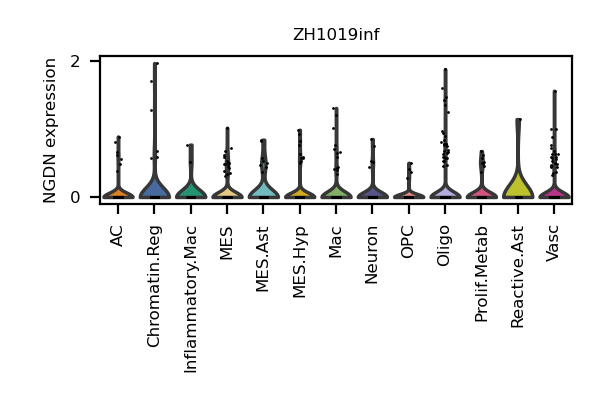 ZH1019inf
NGDN expression
2
0
AC
Chromatin.Reg
Inflammatory.Mac
MES
MES.Ast
MES.Hyp
Mac
Neuron
OPC
Oligo
Prolif.Metab
Reactive.Ast
Vasc